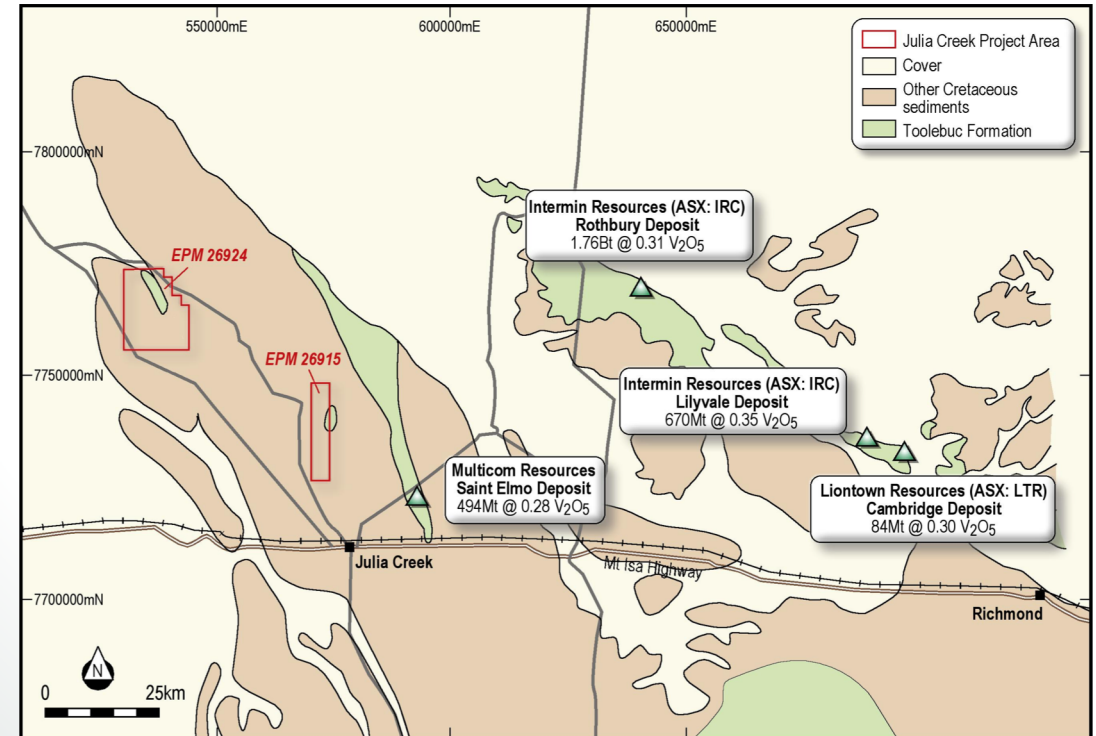 550000mE
600000mE
650000mE
Julia Creek Project Area
Cover
Other Cretaceous
sediments
Toolebuc Formation
7800000mN
Intermin Resources (ASX: IRC)
Rothbury Deposit
1.76Bt @ 0.31 V₂O₅
EPM 26924
EPM 26915
7750000mN
Intermin Resources (ASX: IRC)
Lilyvale Deposit
670Mt @ 0.35 V₂O₅
Multicom Resources
Saint Elmo Deposit
494Mt @ 0.28 V₂O₅
Liontown Resources (ASX: LTR)
Cambridge Deposit
84Mt @ 0.30 V₂O₅
Julia Creek
Mt Isa Highway
7700000mN
Richmond
N
0 25km